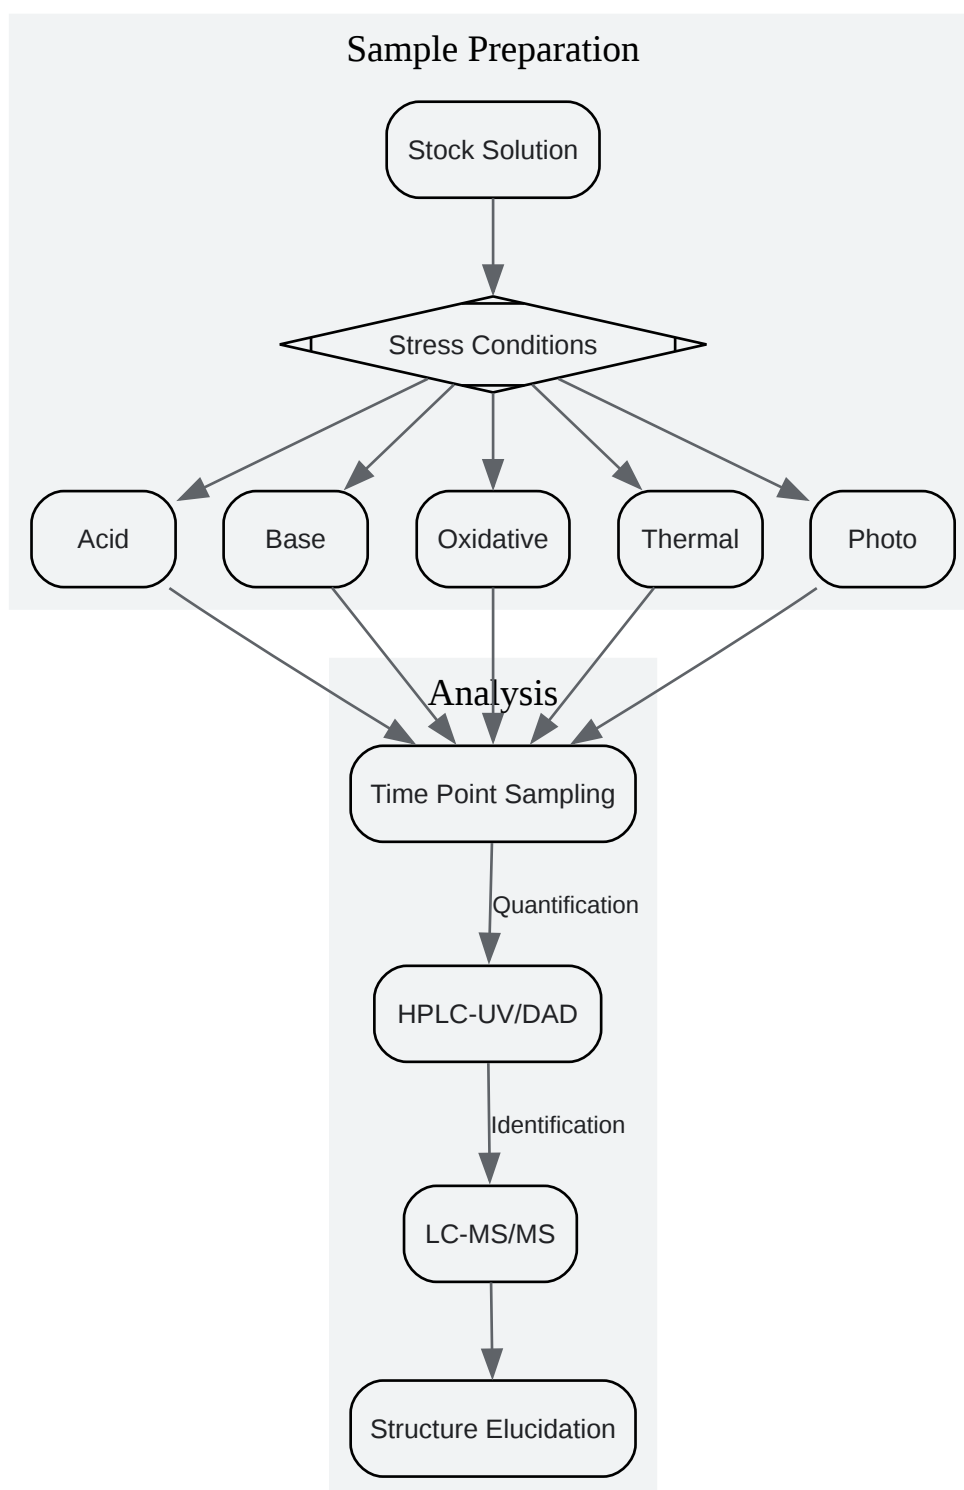 Sample Preparation
Stock Solution
Stress Conditions
Acid
Base
Oxidative
Thermal
Photo
Analysis
Time Point Sampling
Quantification
HPLC-UV/DAD
Identification
LC-MS/MS
Structure Elucidation